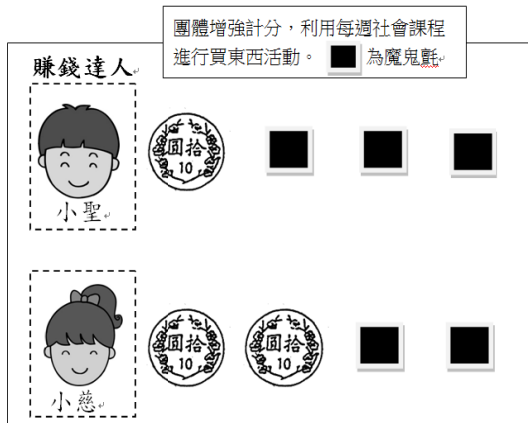 團體增強計分，利用每週社會課程
進行買東西活動。 為魔鬼氈
賺錢達人
圓拾
10
小聖
圓拾
10
圓拾
10
小慈